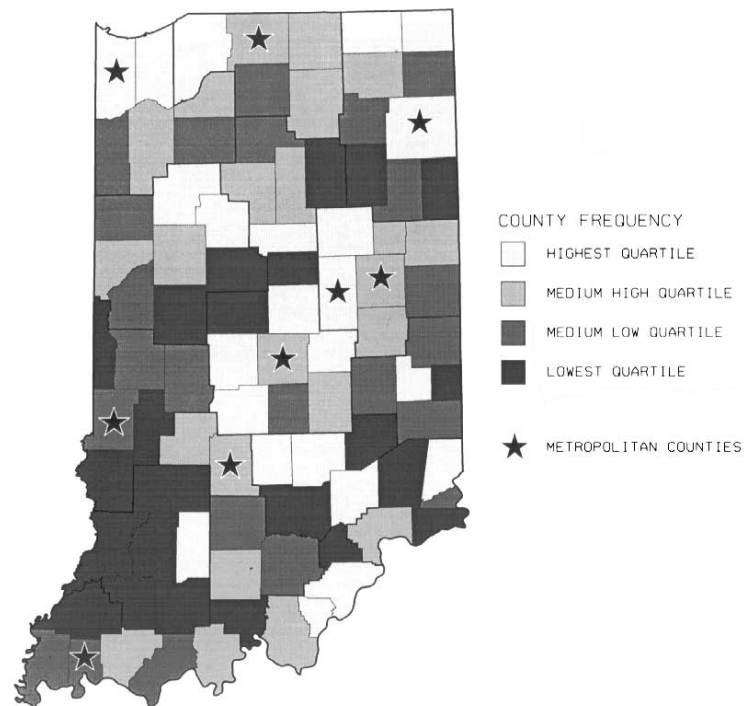 COUNTY FREQUENCY
HIGHEST QUARTILE
MEDIUM HIGH QUARTILE
MEDIUM LOW QUARTILE
LOWEST QUARTILE
METROPOLITAN COUNTIES